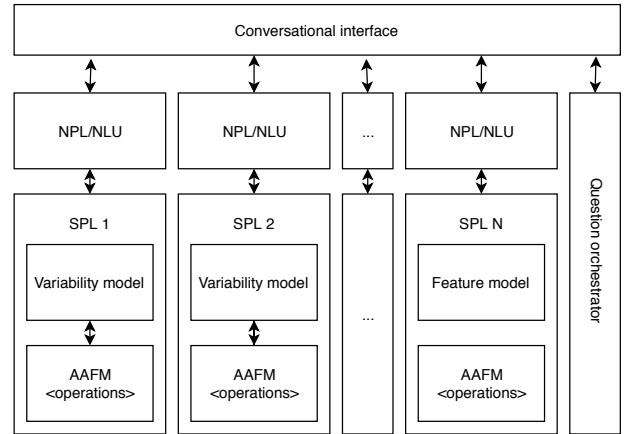 Conversational interface
NPL/NLU
NPL/NLU
...
NPL/NLU
SPL 1
SPL 2
SPL N
Variability model
Variability model
Feature model
...
AAFM
<operations>
AAFM
<operations>
AAFM
<operations>
Question orchestrator